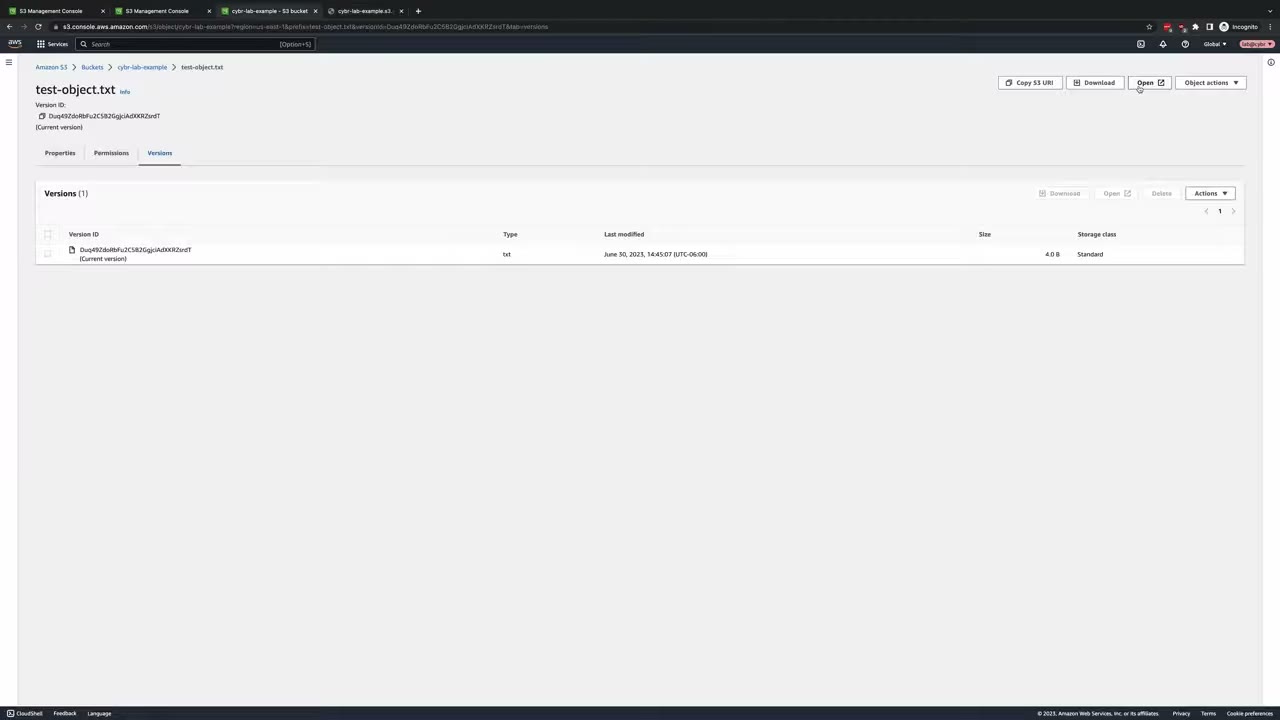 S3 Management Console
S3 Management Console
cybr-lab-example - S3 bucket
cybr-lab-example.s3.
Incognito
aws
Services
Search
[Option+S]
Global
Amazon S3
Buckets
cybr-lab-example
test-object.txt
test-object.txt
Info
Copy S3 URI
Download
Open
Object actions
Version ID:
(Current version)
Properties
Permissions
Versions
Versions (1)
Download
Open
Delete
Actions
1
Version ID
Type
Last modified
Size
Storage class
(Current version)
txt
June 30, 2023, 14:45:07 (UTC-06:00)
4.0 B
Standard
CloudShell
Feedback
Language
© 2023, Amazon Web Services, Inc. or its affiliates.
Privacy
Terms
Cookie preferences